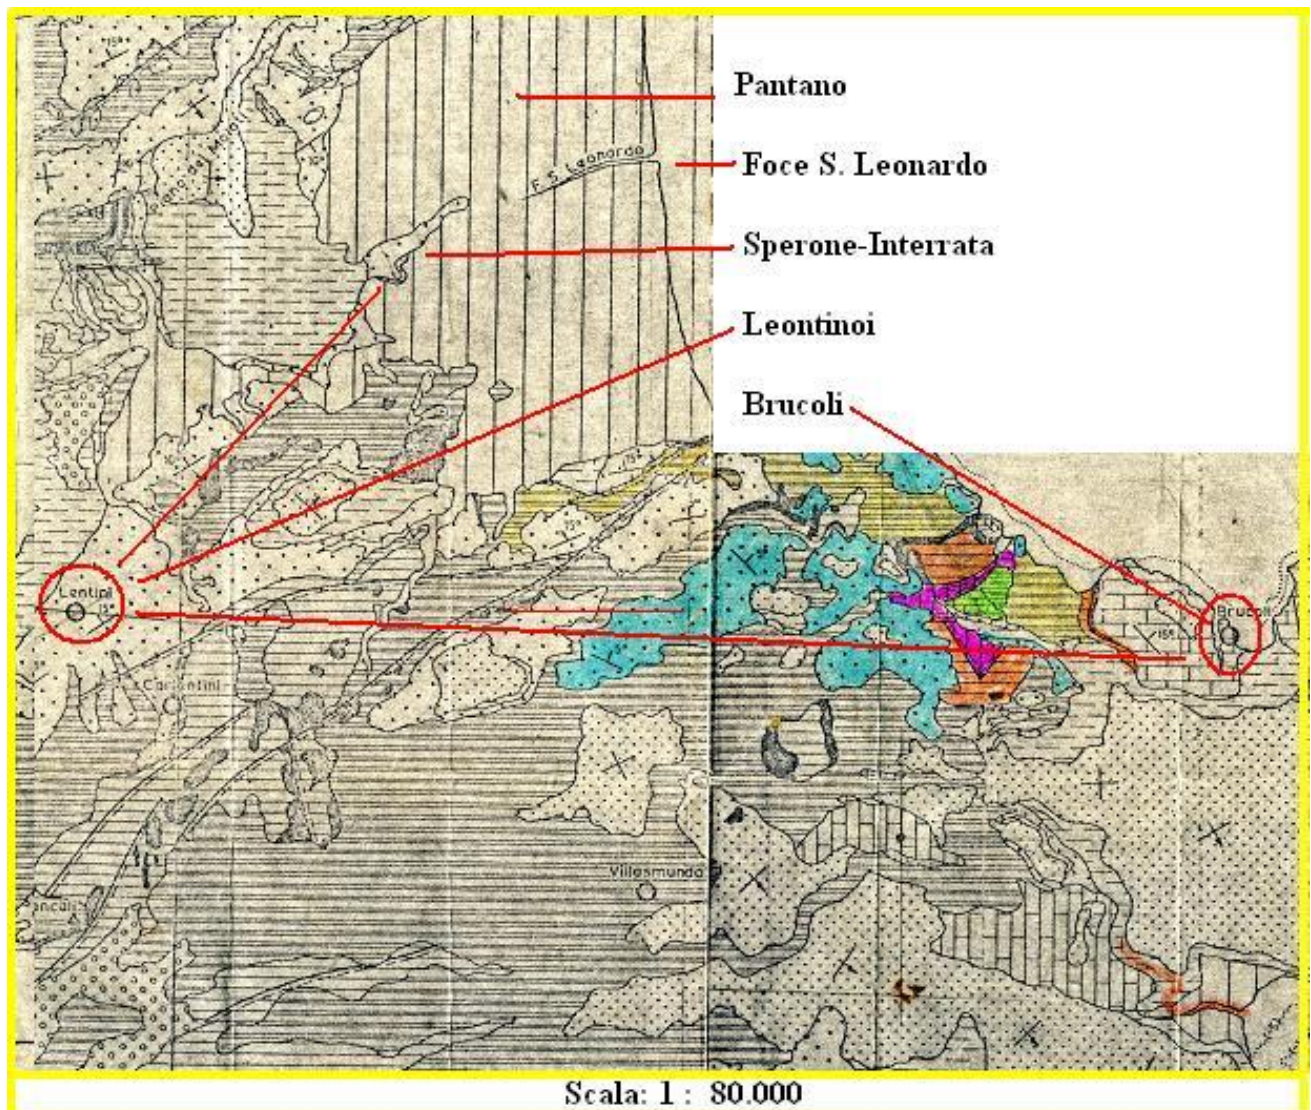 Pantano
Foce S. Leonardo
F. S. Leonardo
Sperone-Interrata
Leontinoi
Brucoli
Lentini
Brucoli
Carlentini
Villasmundo
Scala: 1 : 80.000